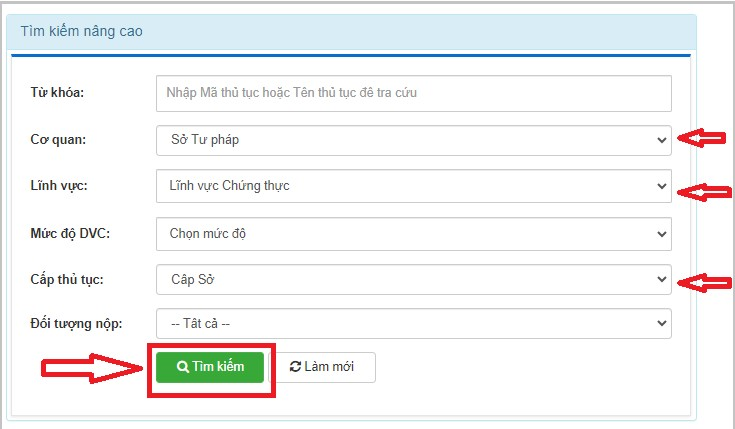 Tìm kiếm nâng cao
Từ khóa: Nhập Mã thủ tục hoặc Tên thủ tục để tra cứu
Cơ quan: Sở Tư pháp
Lĩnh vực: Lĩnh vực Chứng thực
Mức độ DVC: Chọn mức độ
Cấp thủ tục: Cấp Sở
Đối tượng nộp: -- Tất cả --
Tìm kiếm Làm mới